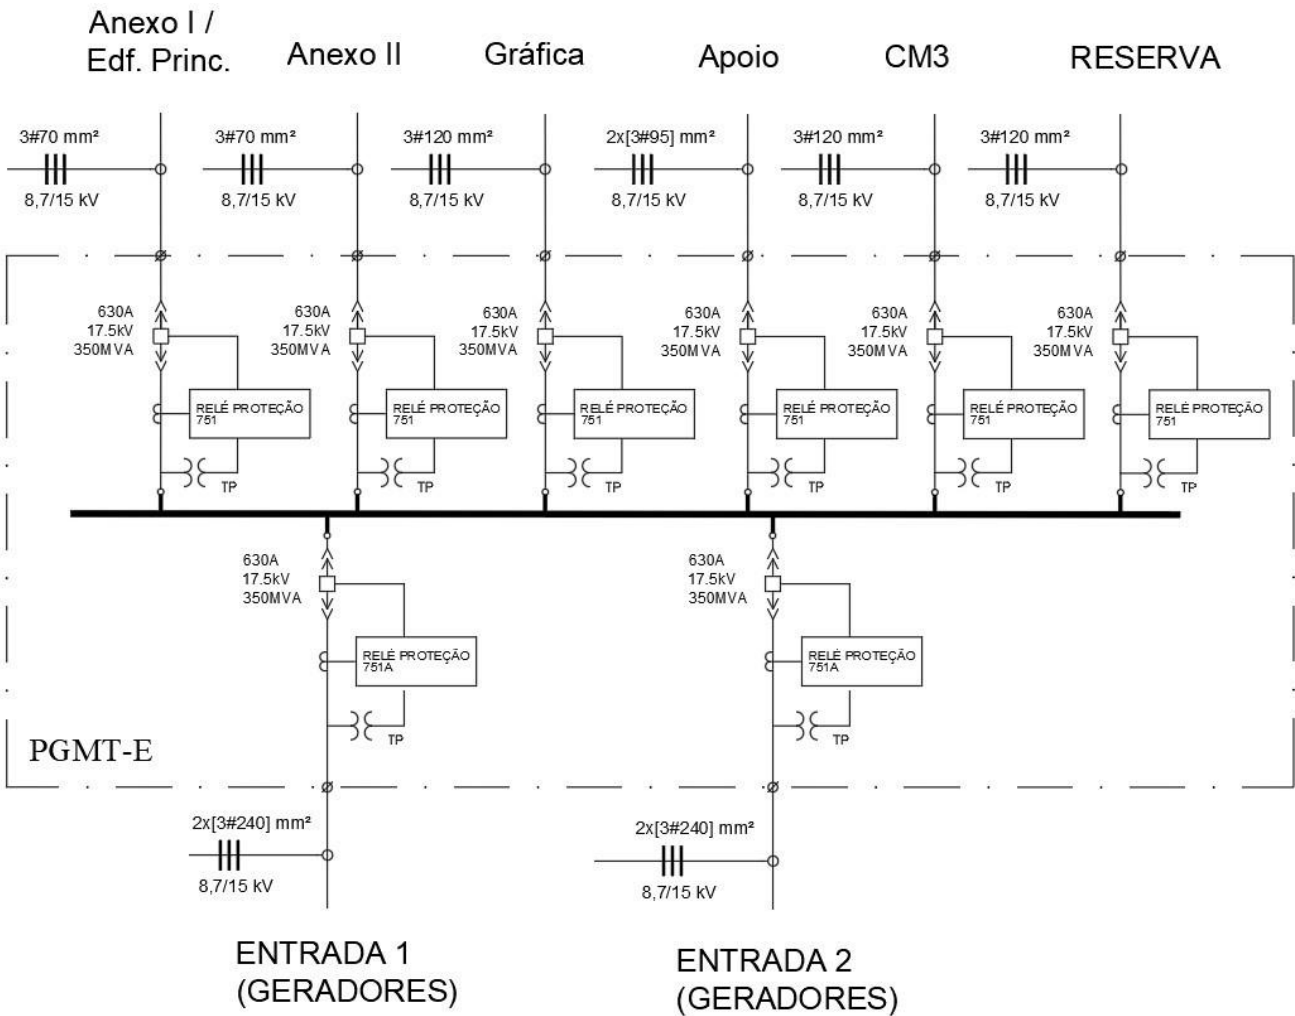 Anexo I /
Edf. Princ.
Anexo II
Gráfica
Apoio
CM3
RESERVA
3#70 mm²
8,7/15 kV
3#70 mm²
8,7/15 kV
3#120 mm²
8,7/15 kV
2x[3#95] mm²
8,7/15 kV
3#120 mm²
8,7/15 kV
3#120 mm²
8,7/15 kV
630A
17.5kV
350MVA
RELÉ PROTEÇÃO
751
TP
630A
17.5kV
350MVA
RELÉ PROTEÇÃO
751
TP
630A
17.5kV
350MVA
RELÉ PROTEÇÃO
751
TP
630A
17.5kV
350MVA
RELÉ PROTEÇÃO
751
TP
630A
17.5kV
350MVA
RELÉ PROTEÇÃO
751
TP
630A
17.5kV
350MVA
RELÉ PROTEÇÃO
751
TP
630A
17.5kV
350MVA
RELÉ PROTEÇÃO
751A
TP
630A
17.5kV
350MVA
RELÉ PROTEÇÃO
751A
TP
PGMT-E
2x[3#240] mm²
8,7/15 kV
2x[3#240] mm²
8,7/15 kV
ENTRADA 1
(GERADORES)
ENTRADA 2
(GERADORES)